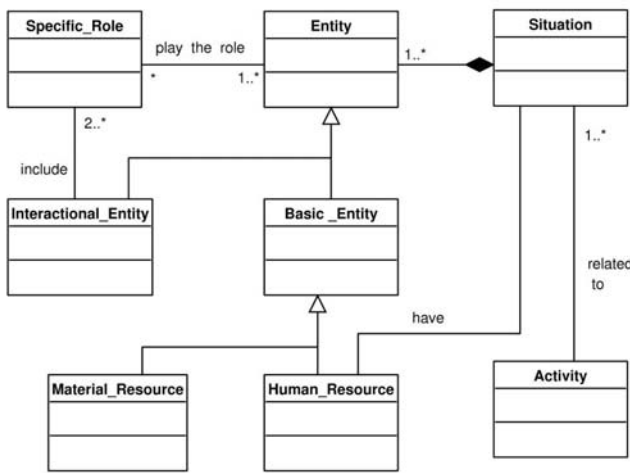 Specific_Role
Entity
Situation
play the role
*
1..*
1..*
2..*
1..*
include
Interactional_Entity
Basic _Entity
related
to
have
Material_Resource
Human_Resource
Activity